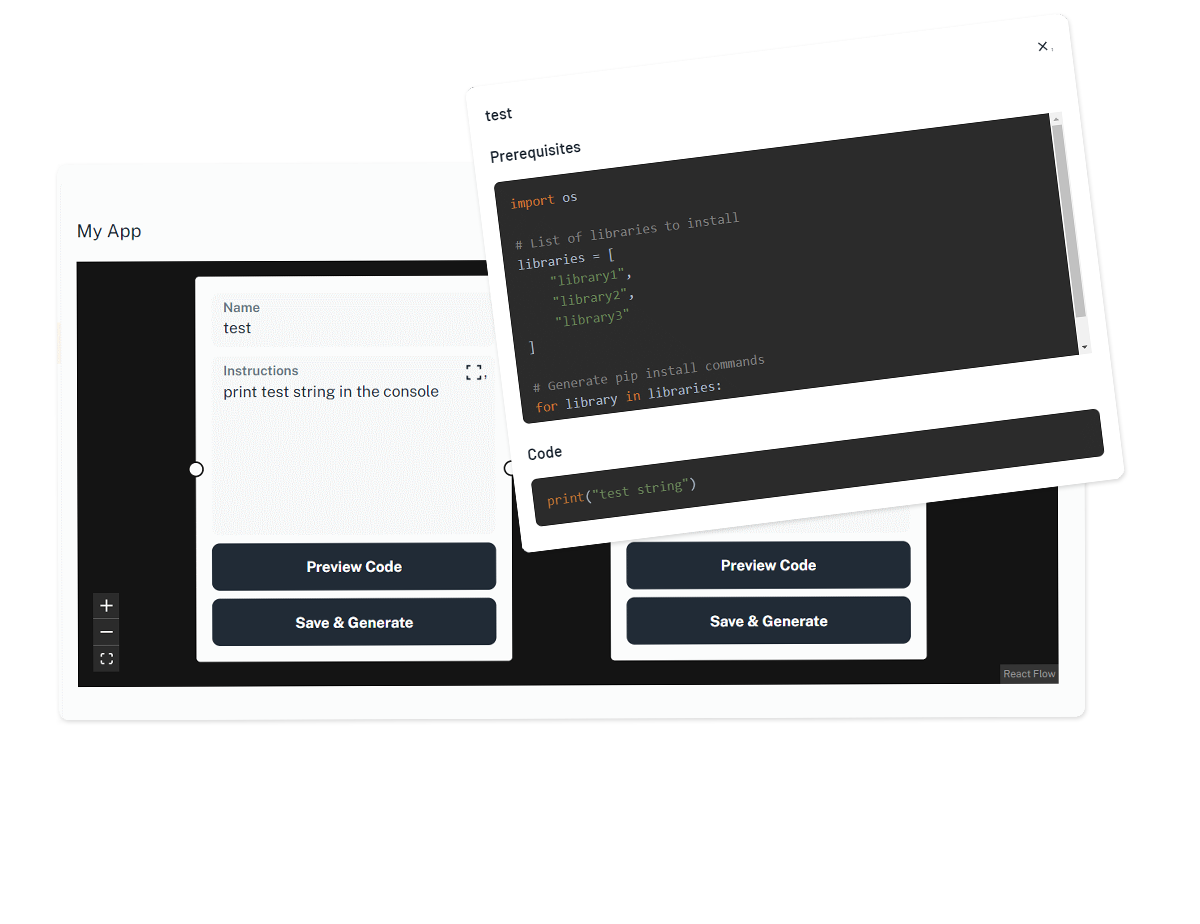 test
Prerequisites
import os
# List of libraries to install
libraries = [
"library1",
"library2",
"library3"
]
# Generate pip install commands
for library in libraries:
Code
print("test string")
My App
Name
test
Instructions
print test string in the console
Preview Code
Save & Generate
Preview Code
Save & Generate
React Flow